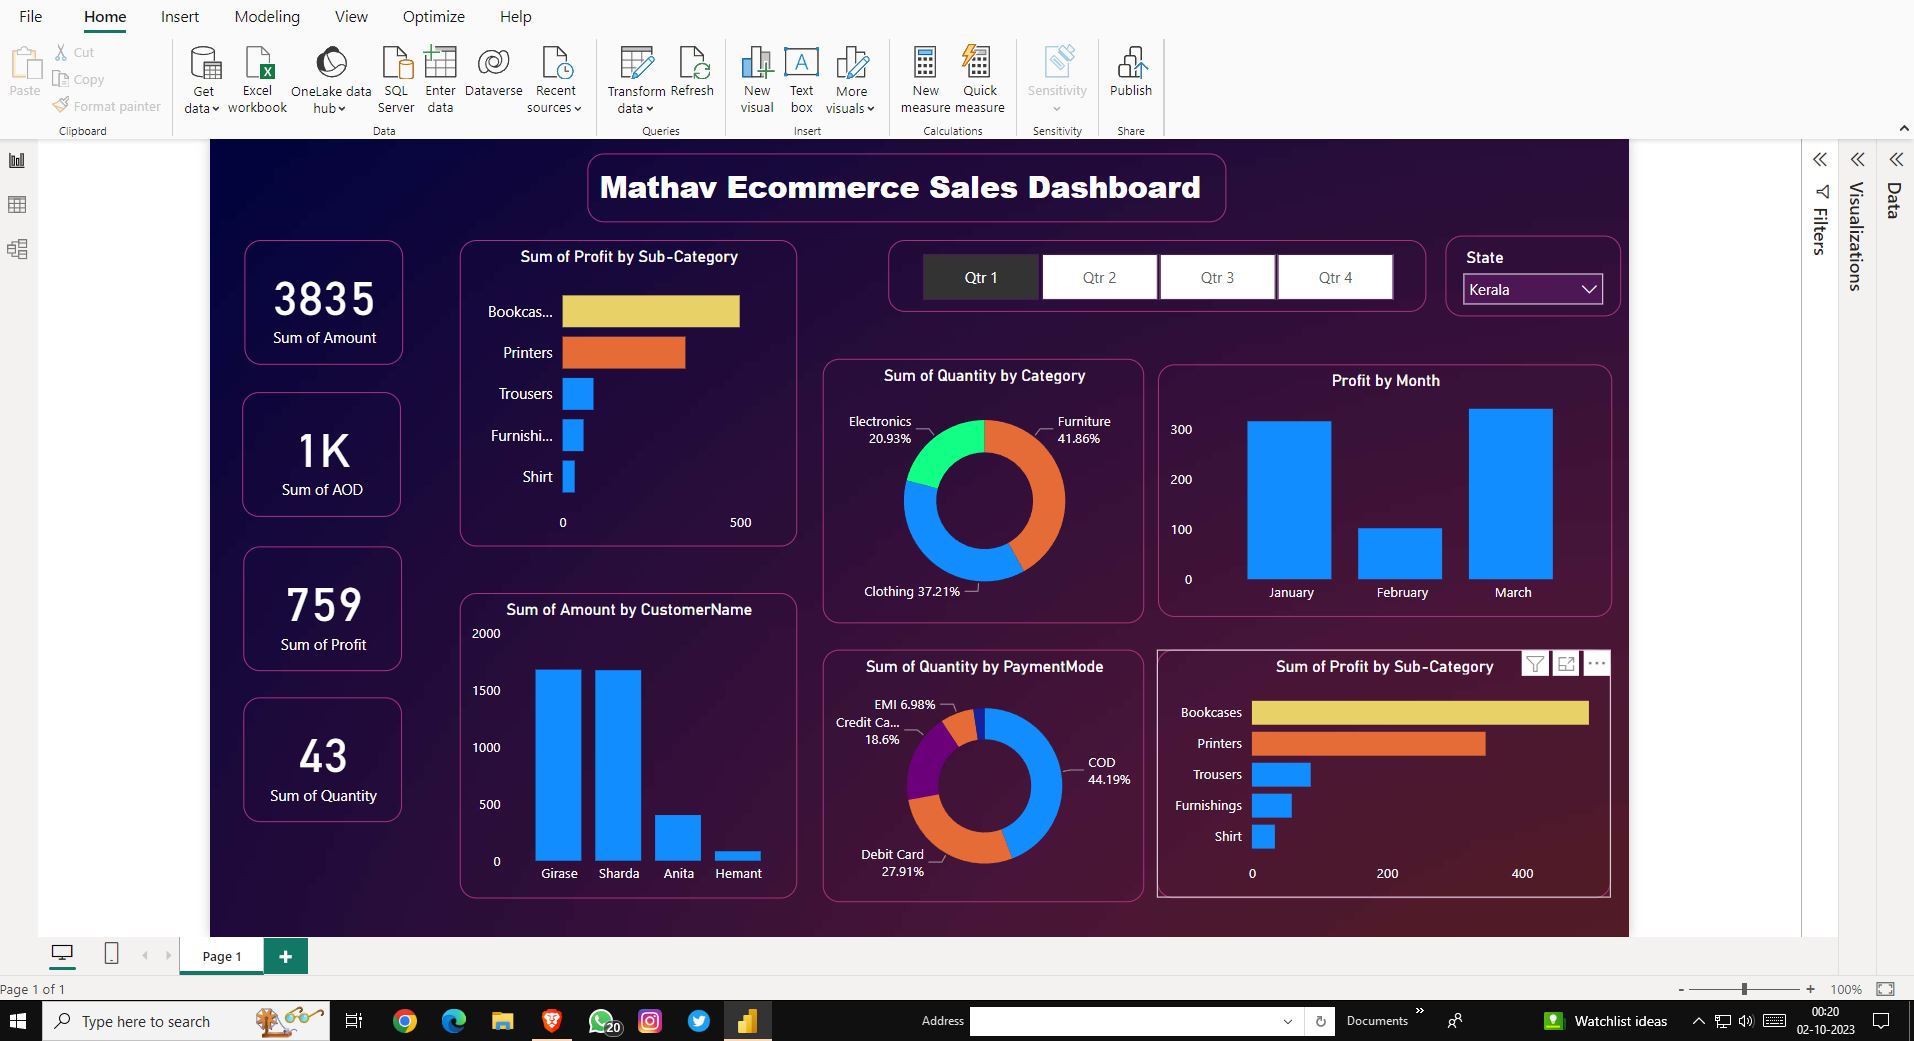 File Home Insert Modeling View Optimize Help
Paste
Cut
Copy
Format painter
Clipboard
Get data
Excel workbook
OneLake data hub
SQL Server
Enter data
Dataverse
Recent sources
Data
Transform data
Refresh
Queries
New visual
Text box
More visuals
Insert
New measure
Quick measure
Calculations
Sensitivity
Sensitivity
Publish
Share
Mathav Ecommerce Sales Dashboard
3835
Sum of Amount
1K
Sum of AOD
759
Sum of Profit
43
Sum of Quantity
Sum of Profit by Sub-Category
Bookcas...
Printers
Trousers
Furnishi...
Shirt
0 500
Qtr 1 Qtr 2 Qtr 3 Qtr 4
State
Kerala
Filters
Visualizations
Data
Sum of Quantity by Category
Electronics
20.93%
Furniture
41.86%
Clothing 37.21%
Profit by Month
300
200
100
0
January February March
Sum of Amount by CustomerName
2000
1500
1000
500
0
Girase Sharda Anita Hemant
Sum of Quantity by PaymentMode
EMI 6.98%
Credit Ca...
18.6%
COD
44.19%
Debit Card
27.91%
Sum of Profit by Sub-Category
Bookcases
Printers
Trousers
Furnishings
Shirt
0 200 400
Page 1
Page 1 of 1
- + 100%
Type here to search
20
Address
Documents
Watchlist ideas
00:20
02-10-2023